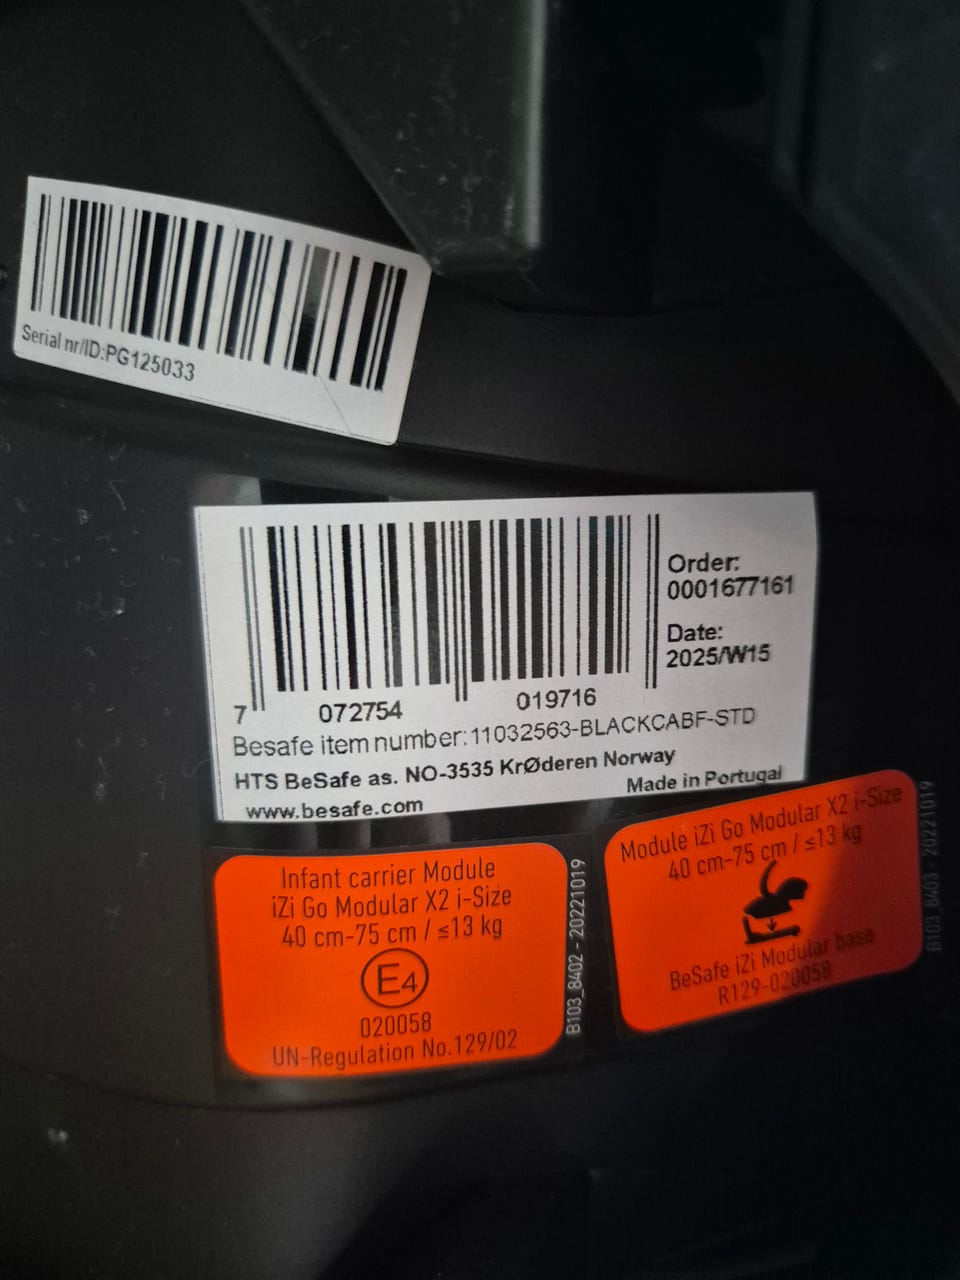 Serial nr/ID:PG125033
Order:
0001677161
Date:
2025/W15
7 072754 019716
Besafe item number:11032563-BLACKCABF-STD
HTS BeSafe as. NO-3535 KrØderen Norway
Made in Portugal
www.besafe.com
Infant carrier Module
iZi Go Modular X2 i-Size
40 cm-75 cm / ≤13 kg
E4
020058
UN-Regulation No.129/02
B103_8402 - 20221019
Module iZi Go Modular X2 i-Size
40 cm-75 cm / ≤13 kg
BeSafe iZi Modular base
R129-020058
B103_8403 - 20221019